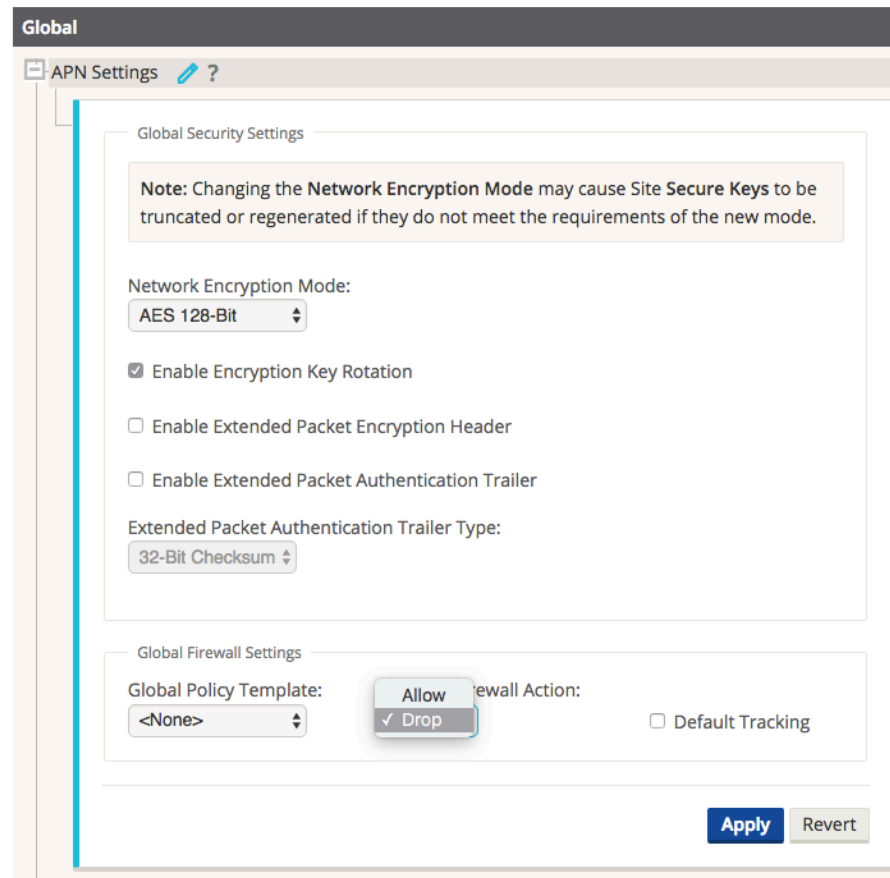 Global
APN Settings ?
Global Security Settings
Note: Changing the Network Encryption Mode may cause Site Secure Keys to be
truncated or regenerated if they do not meet the requirements of the new mode.
Network Encryption Mode:
AES 128-Bit
Enable Encryption Key Rotation
Enable Extended Packet Encryption Header
Enable Extended Packet Authentication Trailer
Extended Packet Authentication Trailer Type:
32-Bit Checksum
Global Firewall Settings
Global Policy Template: Allow ewall Action:
<None> ✓ Drop Default Tracking
Apply Revert